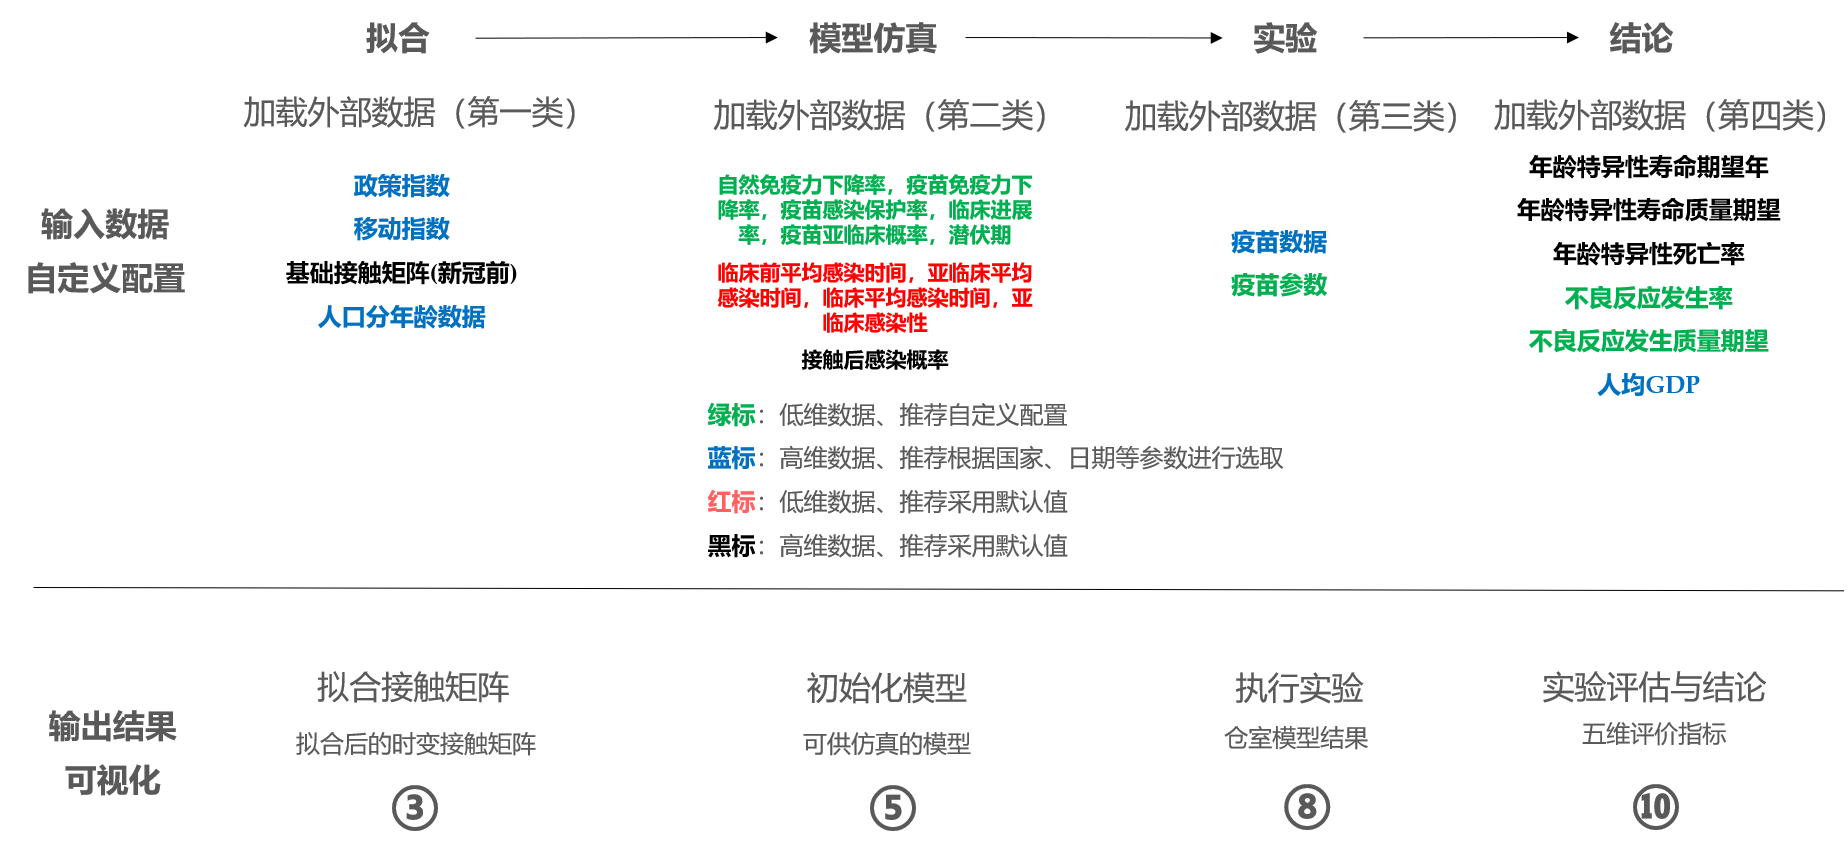 拟合
模型仿真
实验
结论
加载外部数据（第一类）
加载外部数据（第二类）
加载外部数据（第三类）
加载外部数据（第四类）
输入数据
自定义配置
政策指数
移动指数
基础接触矩阵(新冠前)
人口分年龄数据
自然免疫力下降率，疫苗免疫力下
降率，疫苗感染保护率，临床进展
率，疫苗亚临床概率，潜伏期
临床前平均感染时间，亚临床平均
感染时间，临床平均感染时间，亚
临床感染性
接触后感染概率
疫苗数据
疫苗参数
年龄特异性寿命期望年
年龄特异性寿命质量期望
年龄特异性死亡率
不良反应发生率
不良反应发生质量期望
人均GDP
绿标：低维数据、推荐自定义配置
蓝标：高维数据、推荐根据国家、日期等参数进行选取
红标：低维数据、推荐采用默认值
黑标：高维数据、推荐采用默认值
输出结果
可视化
拟合接触矩阵
拟合后的时变接触矩阵
③
初始化模型
可供仿真的模型
⑤
执行实验
仓室模型结果
⑧
实验评估与结论
五维评价指标
⑩